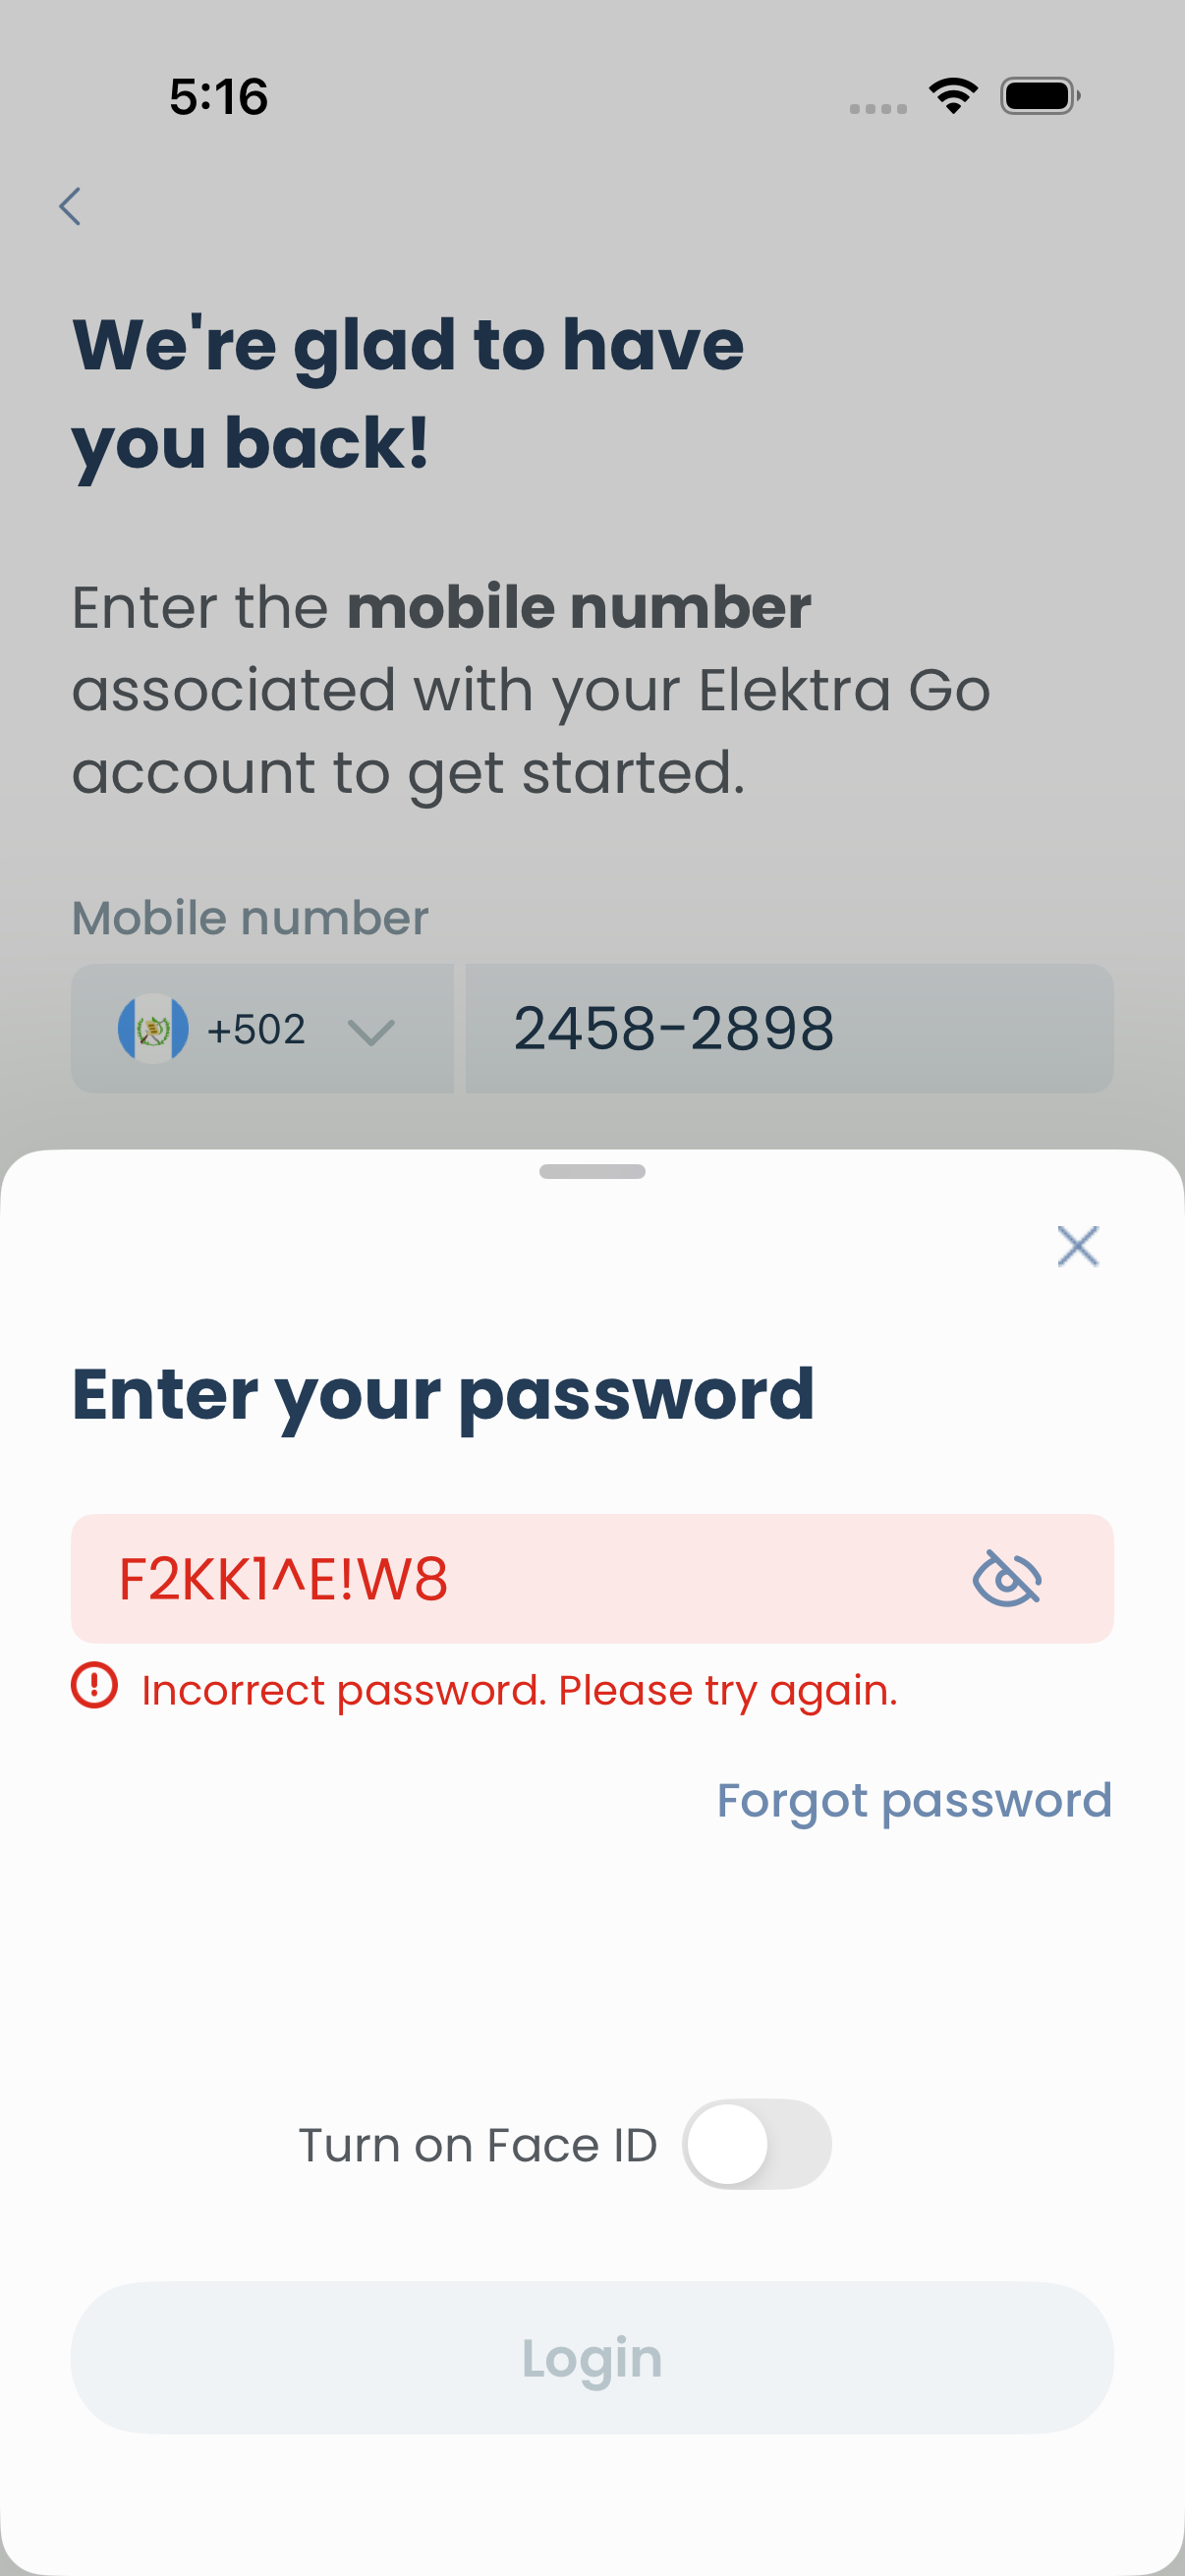 5:16
We're glad to have
you back!
Enter the mobile number
associated with your Elektra Go
account to get started.
Mobile number
+502
2458-2898
Enter your password
F2KK1^E!W8
Incorrect password. Please try again.
Forgot password
Turn on Face ID
Login